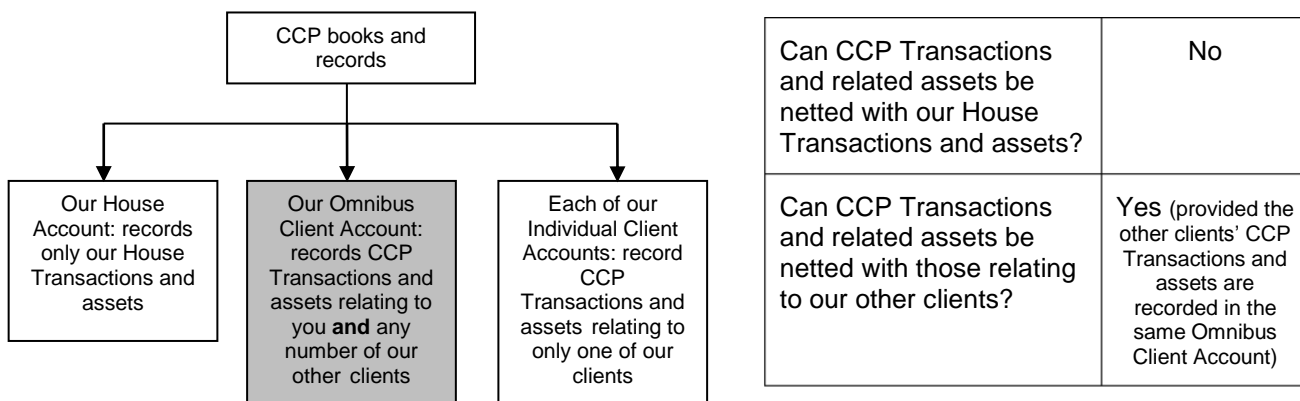 CCP books and
records
Our House
Account: records
only our House
Transactions and
assets
Our Omnibus
Client Account:
records CCP
Transactions and
assets relating to
you and any
number of our
other clients
Each of our
Individual Client
Accounts: record
CCP
Transactions and
assets relating to
only one of our
clients
Can CCP Transactions
and related assets be
netted with our House
Transactions and assets?
No
Can CCP Transactions
and related assets be
netted with those relating
to our other clients?
Yes (provided the
other clients’ CCP
Transactions and
assets are
recorded in the
same Omnibus
Client Account)